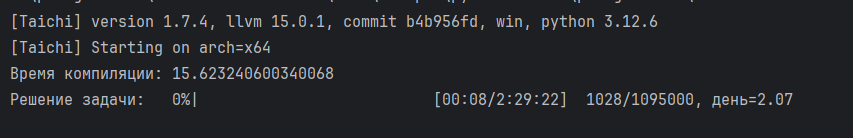 [Taichi] version 1.7.4, llvm 15.0.1, commit b4b956fd, win, python 3.12.6
[Taichi] Starting on arch=x64
Время компиляции: 15.623240600340068
Решение задачи:   0%|                          [00:08/2:29:22]  1028/1095000, день=2.07